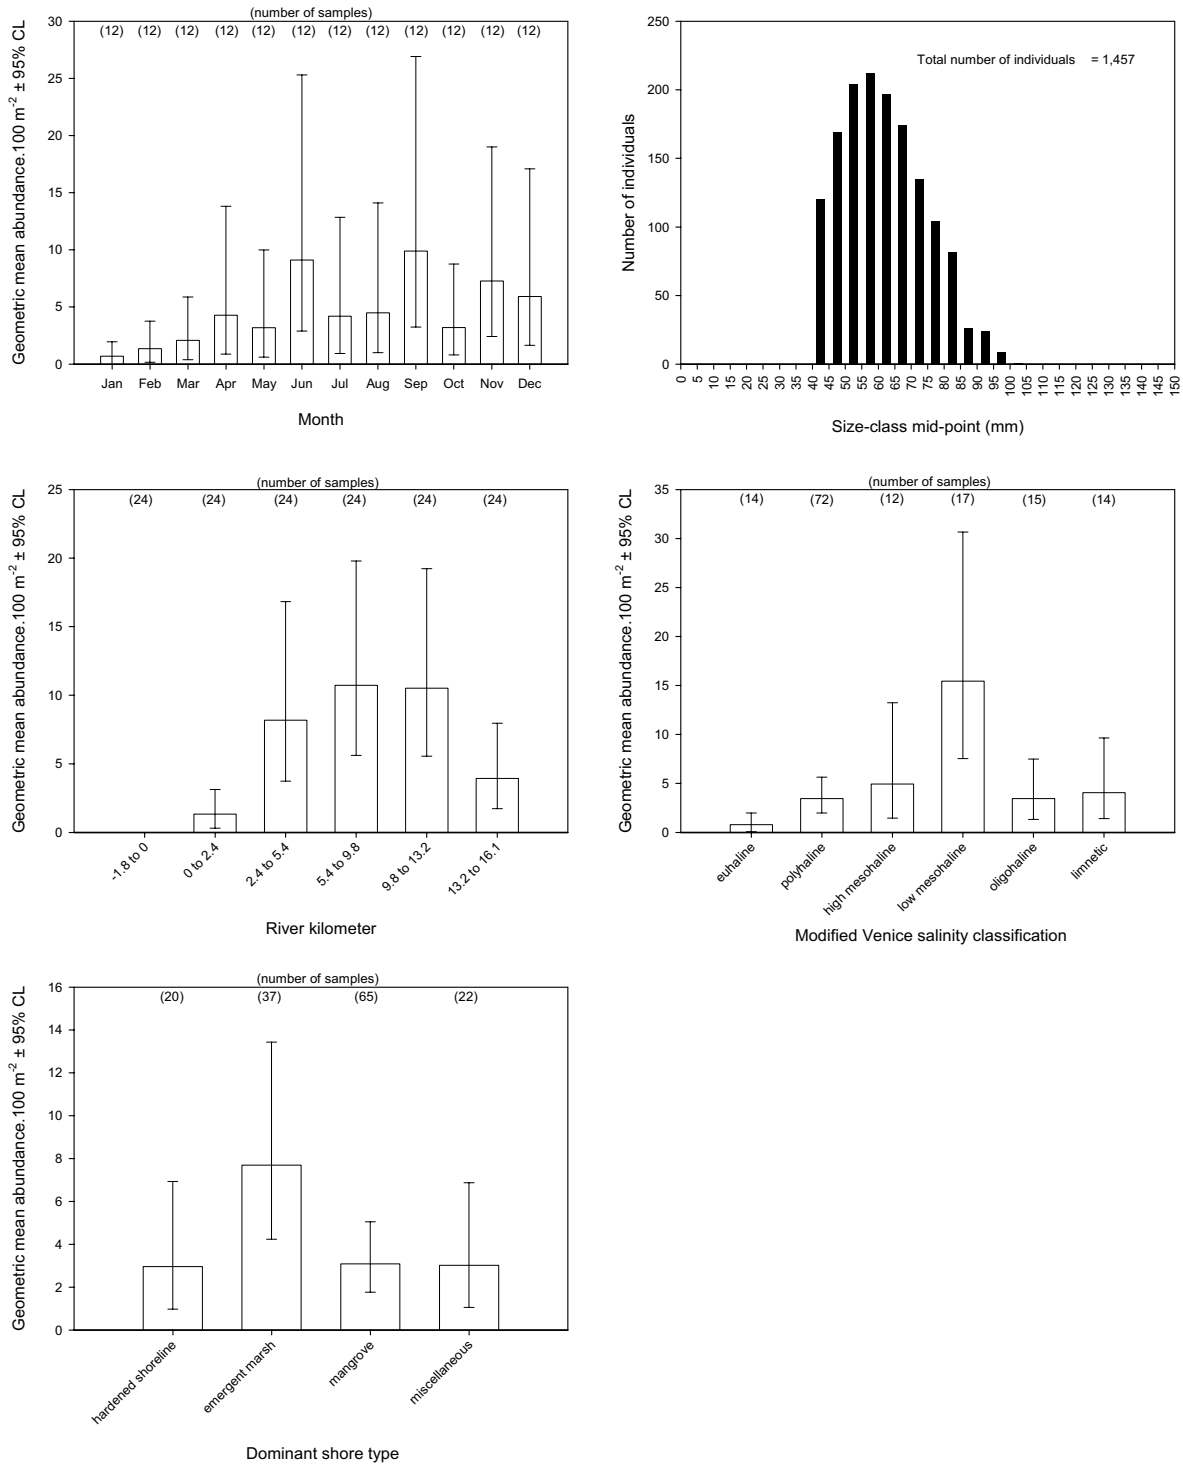 (number of samples)
(12) (12) (12) (12) (12) (12) (12) (12) (12) (12) (12) (12)
30
25
20
15
10
5
0
Geometric mean abundance.100 m-2 ± 95% CL
Jan Feb Mar Apr May Jun Jul Aug Sep Oct Nov Dec
Month
250
200
150
100
50
0
Number of individuals
Total number of individuals = 1,457
0 5 10 15 20 25 30 35 40 45 50 55 60 65 70 75 80 85 90 95 100 105 110 115 120 125 130 135 140 145 150
Size-class mid-point (mm)
(number of samples)
(24) (24) (24) (24) (24) (24)
25
20
15
10
5
0
Geometric mean abundance.100 m-2 ± 95% CL
-1.8 to 0 0 to 2.4 2.4 to 5.4 5.4 to 9.8 9.8 to 13.2 13.2 to 16.1
River kilometer
(number of samples)
(14) (72) (12) (17) (15) (14)
35
30
25
20
15
10
5
0
Geometric mean abundance.100 m-2 ± 95% CL
euhaline polyhaline high mesohaline low mesohaline oligohaline limnetic
Modified Venice salinity classification
(number of samples)
(20) (37) (65) (22)
16
14
12
10
8
6
4
2
0
Geometric mean abundance.100 m-2 ± 95% CL
hardened shoreline emergent marsh mangrove miscellaneous
Dominant shore type